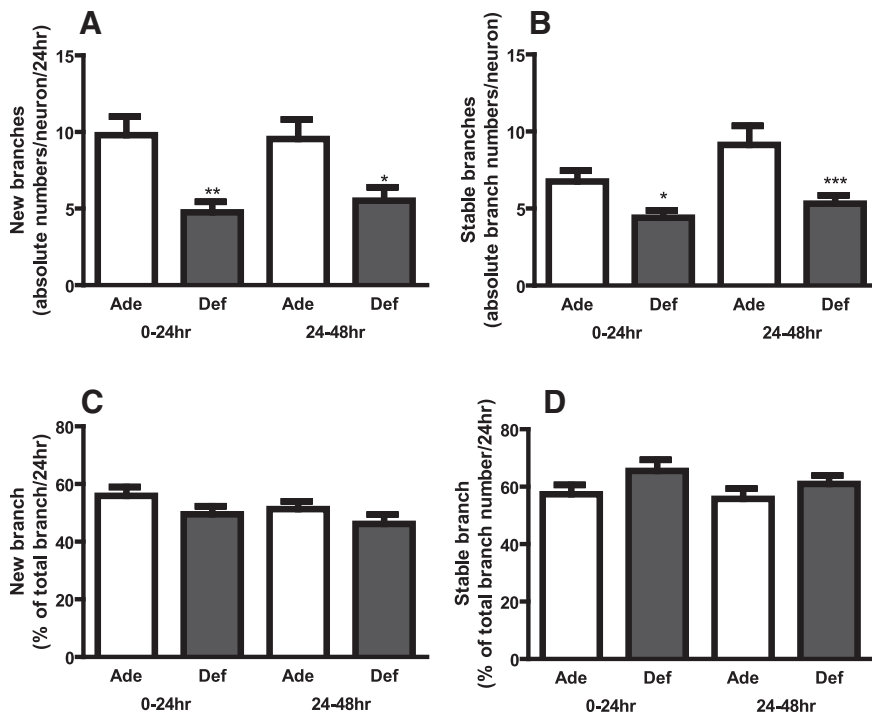 A
New branches
(absolute numbers/neuron/24hr)
15
10
5
0
**
*
Ade Def Ade Def
0-24hr 24-48hr
B
Stable branches
(absolute branch numbers/neuron)
15
10
5
0
*
***
Ade Def Ade Def
0-24hr 24-48hr
C
New branch
(% of total branch/24hr)
80
60
40
20
0
Ade Def Ade Def
0-24hr 24-48hr
D
Stable branch
(% of total branch number/24hr)
80
60
40
20
0
Ade Def Ade Def
0-24hr 24-48hr